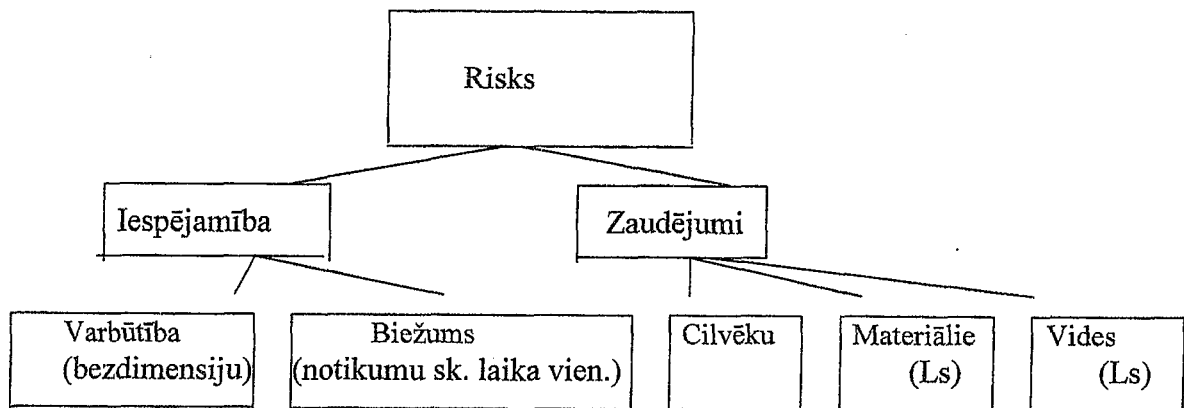 Risks
Iespējamība
Zaudējumi
Varbūtība
(bezdimensiju)
Biežums
(notikumu sk. laika vien.)
Cilvēku
Materiālie
(Ls)
Vides
(Ls)